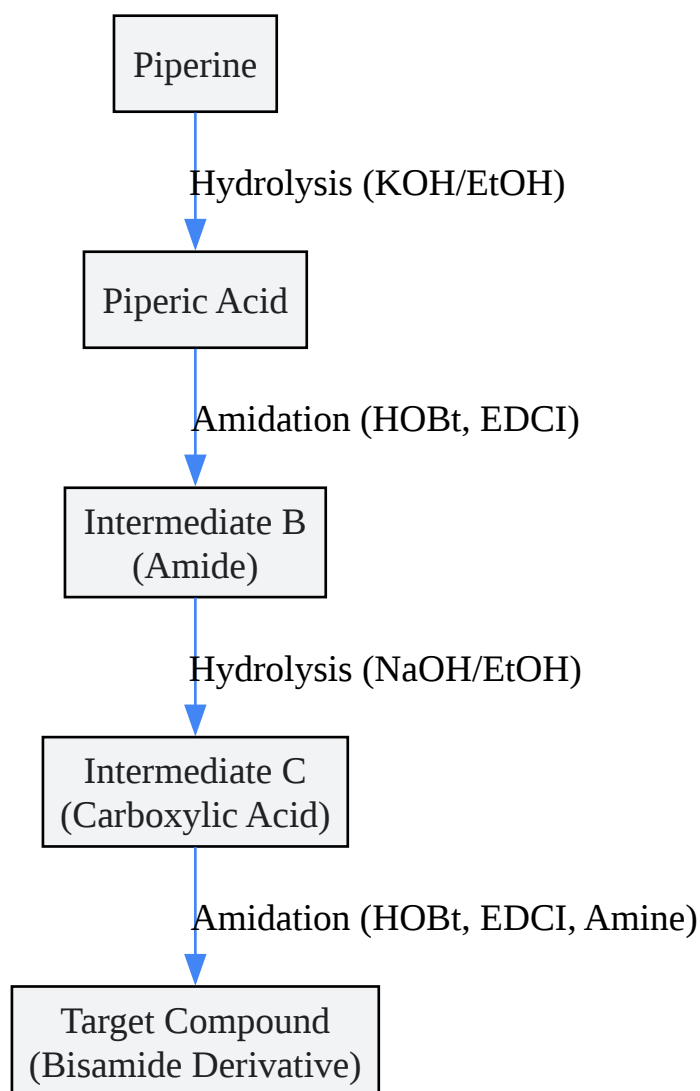 Piperine
Hydrolysis (KOH/EtOH)
Piperic Acid
Amidation (HOBt, EDCI)
Intermediate B
(Amide)
Hydrolysis (NaOH/EtOH)
Intermediate C
(Carboxylic Acid)
Amidation (HOBt, EDCI, Amine)
Target Compound
(Bisamide Derivative)